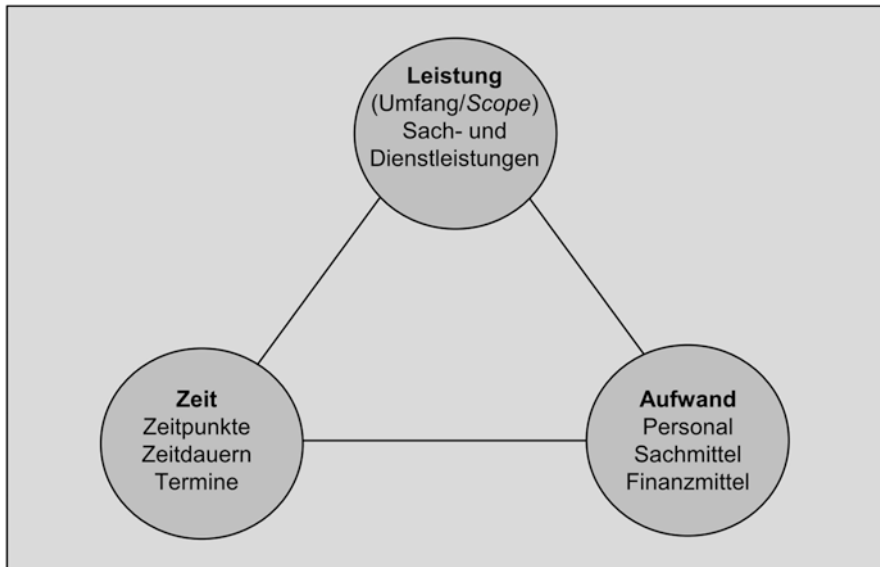 Leistung
(Umfang/Scope)
Sach- und
Dienstleistungen
Zeit
Zeitpunkte
Zeitdauern
Termine
Aufwand
Personal
Sachmittel
Finanzmittel